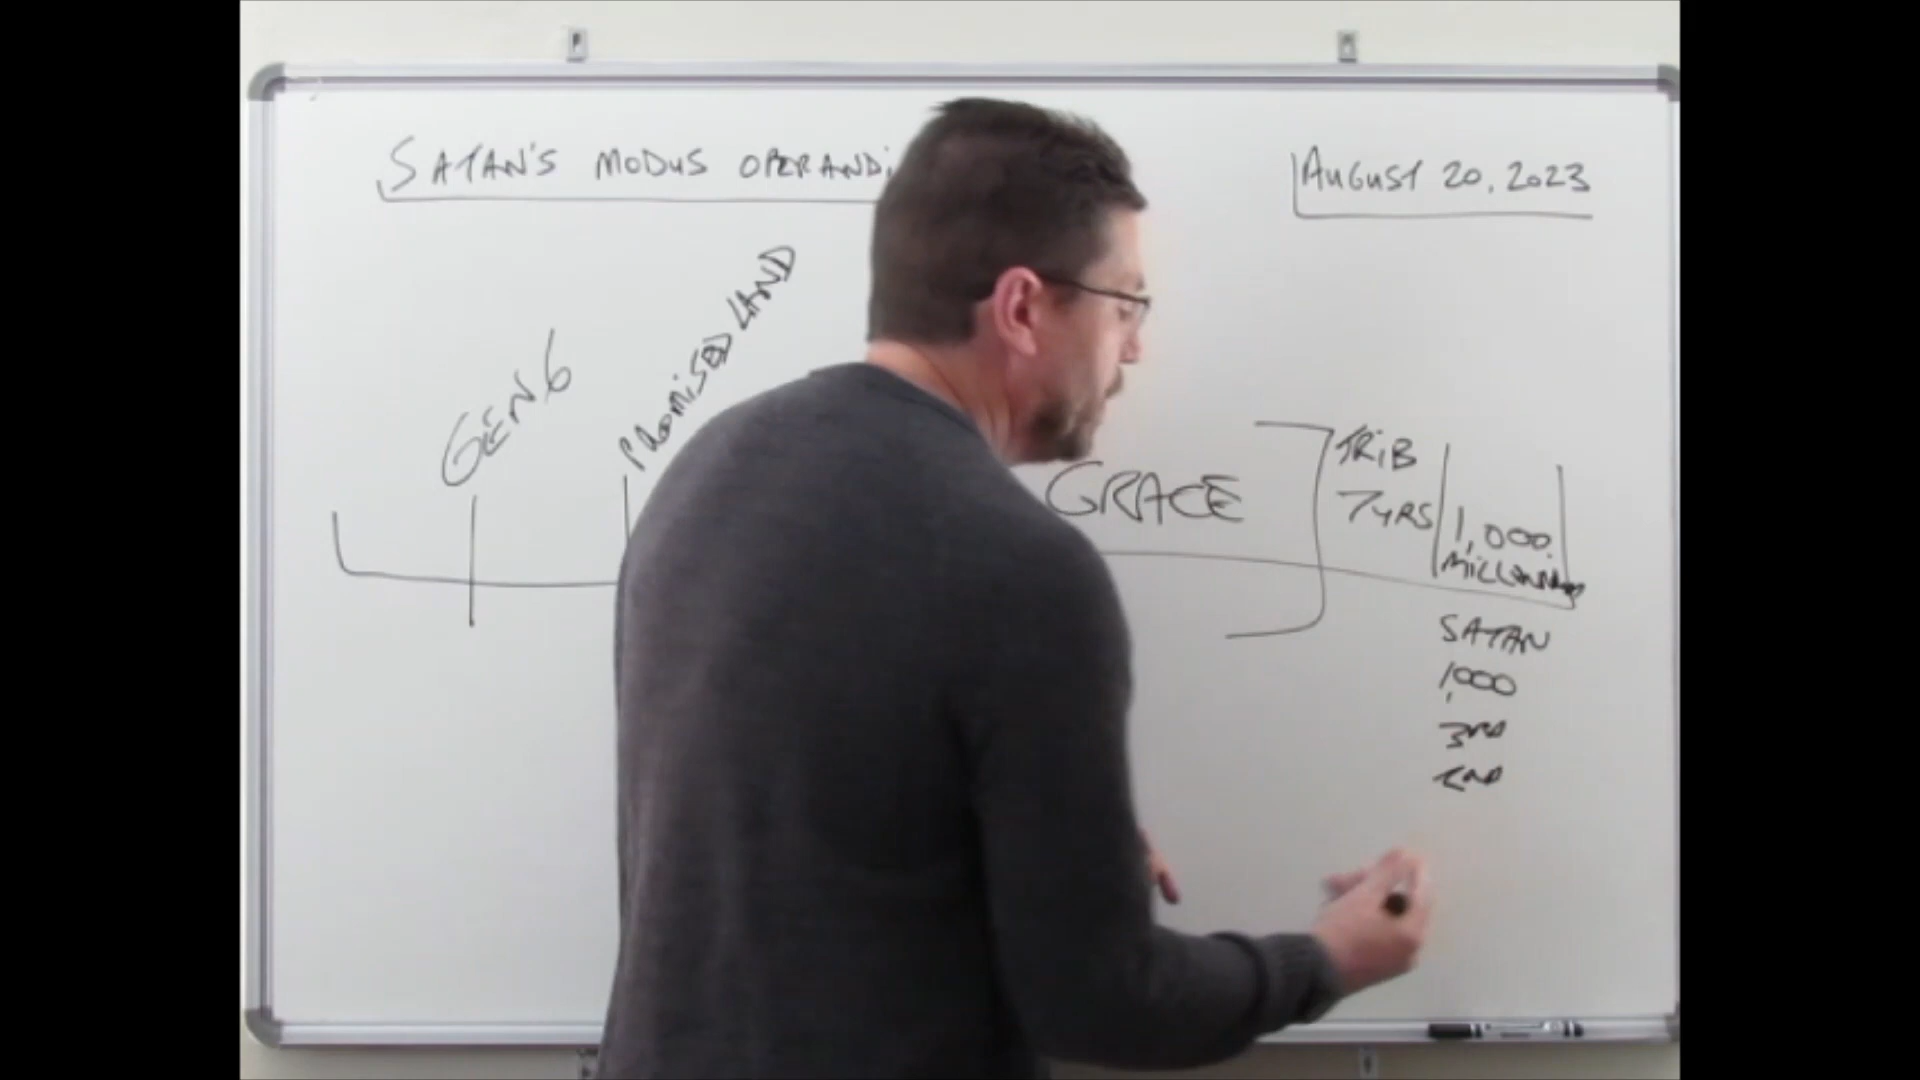 SATAN'S MODUS OPERANDI
AUGUST 20, 2023
GEN 6
PROMISED LAND
GRACE
TRIB
7 YRS
1,000
SATAN
1,000
3RD
END